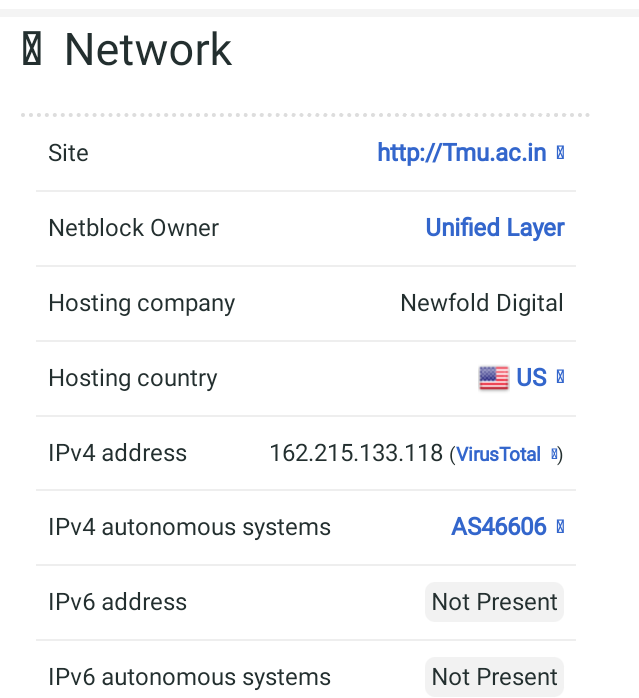 Network
Site http://Tmu.ac.in
Netblock Owner Unified Layer
Hosting company Newfold Digital
Hosting country US
IPv4 address 162.215.133.118 (VirusTotal )
IPv4 autonomous systems AS46606
IPv6 address Not Present
IPv6 autonomous systems Not Present